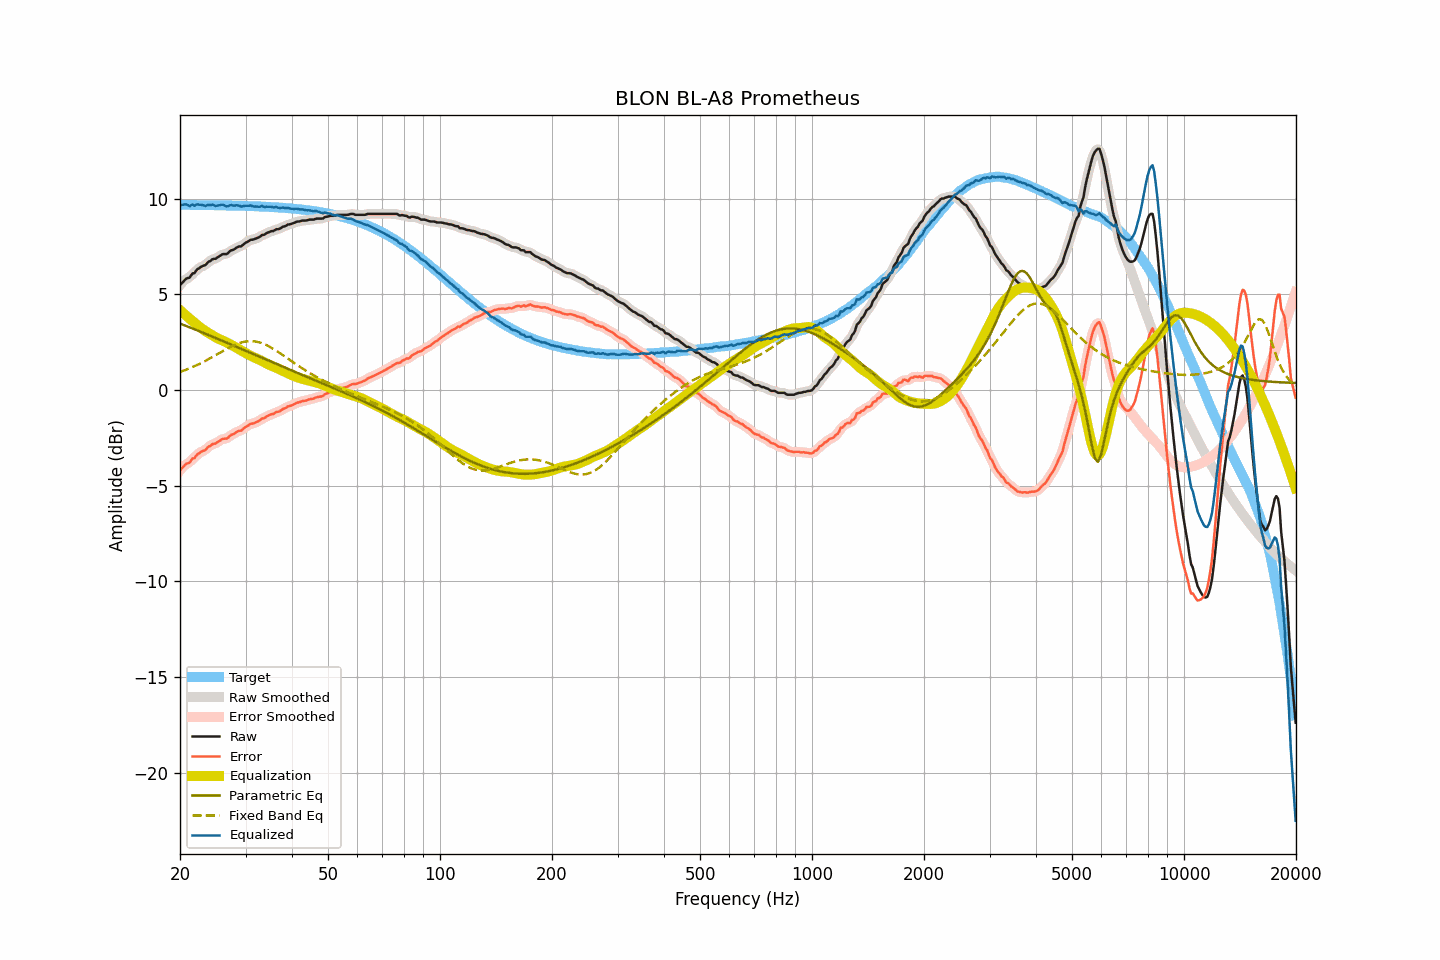 BLON BL-A8 Prometheus
Amplitude (dBr)
10
5
0
−5
−10
−15
−20
Target
Raw Smoothed
Error Smoothed
Raw
Error
Equalization
Parametric Eq
Fixed Band Eq
Equalized
20 50 100 200 500 1000 2000 5000 10000 20000
Frequency (Hz)